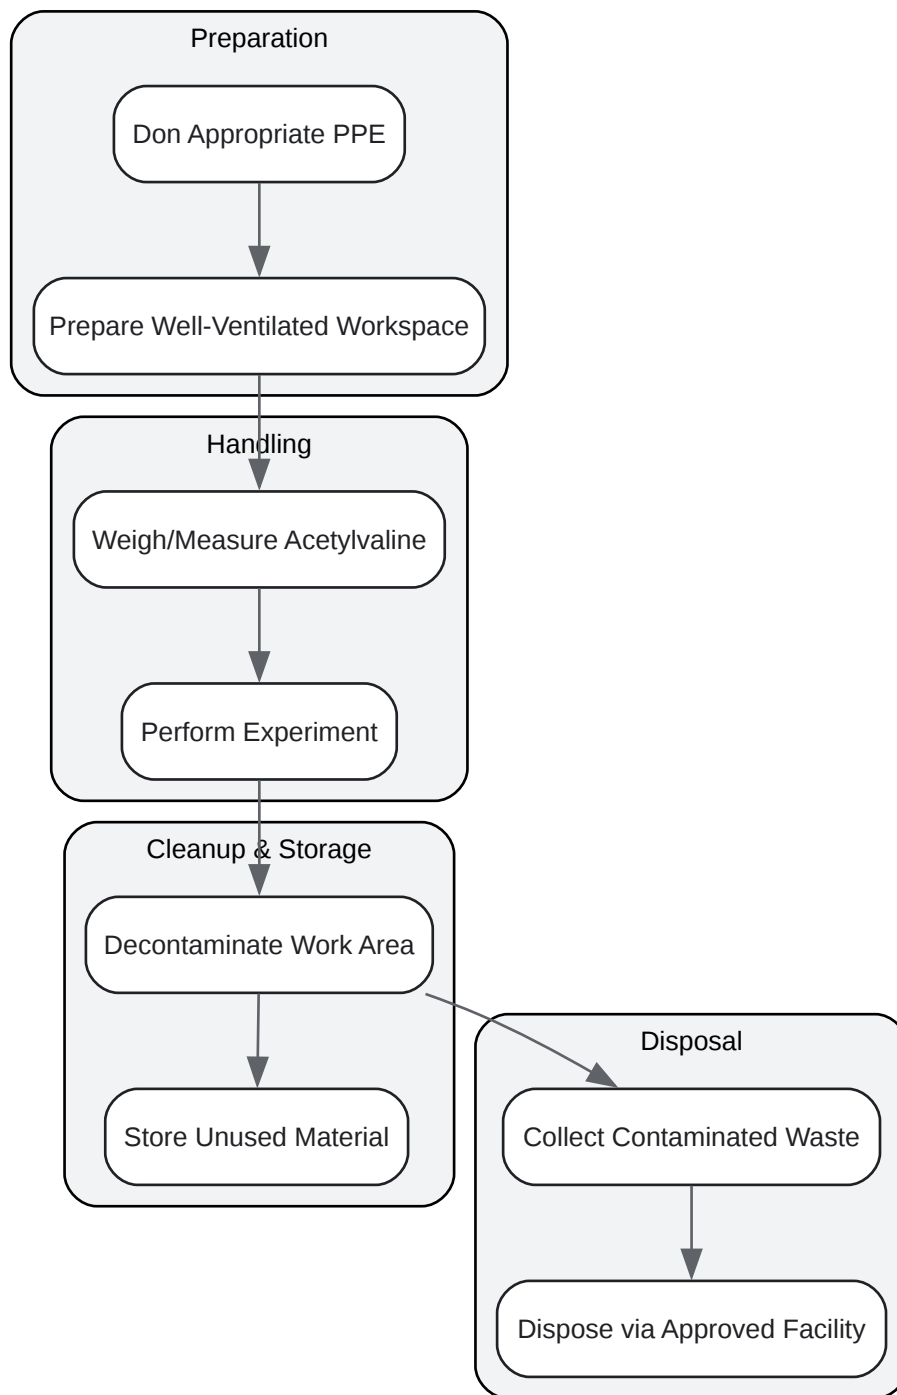 Preparation
Don Appropriate PPE
Prepare Well-Ventilated Workspace
Handling
Weigh/Measure Acetylvaline
Perform Experiment
Cleanup & Storage
Decontaminate Work Area
Store Unused Material
Disposal
Collect Contaminated Waste
Dispose via Approved Facility